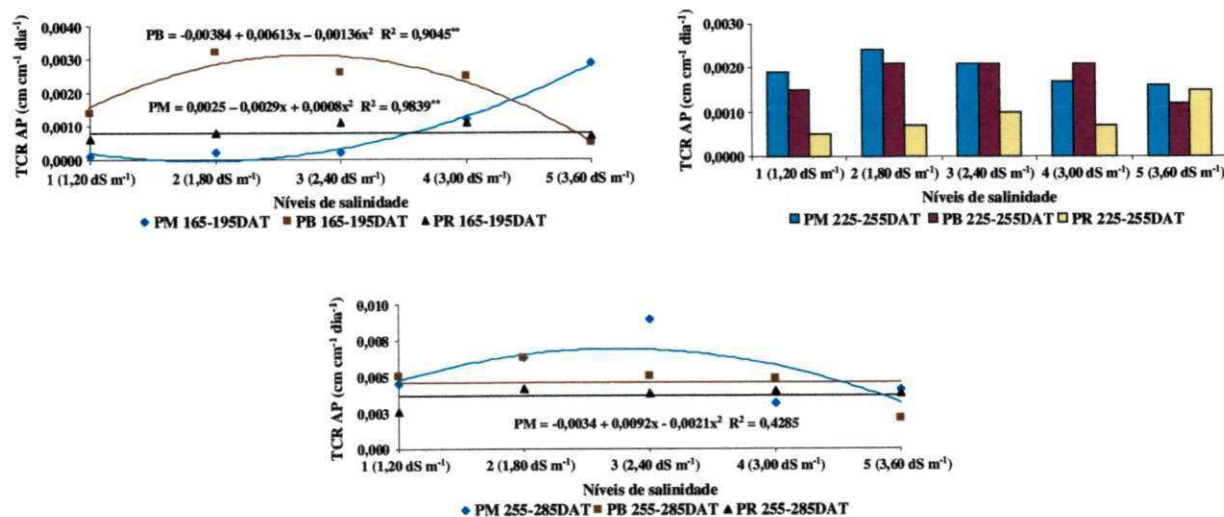 TCR AP (cm cm⁻¹ dia⁻¹)
0,0040
0,0030
0,0020
0,0010
0,0000
PB = -0,00384 + 0,00613x – 0,00136x² R² = 0,9045**
PM = 0,0025 – 0,0029x + 0,0008x² R² = 0,9839**
1 (1,20 dS m⁻¹) 2 (1,80 dS m⁻¹) 3 (2,40 dS m⁻¹) 4 (3,00 dS m⁻¹) 5 (3,60 dS m⁻¹)
Níveis de salinidade
PM 165-195DAT PB 165-195DAT PR 165-195DAT
TCR AP (cm cm⁻¹ dia⁻¹)
0,0030
0,0020
0,0010
0,0000
1 (1,20 dS m⁻¹) 2 (1,80 dS m⁻¹) 3 (2,40 dS m⁻¹) 4 (3,00 dS m⁻¹) 5 (3,60 dS m⁻¹)
Níveis de salinidade
PM 225-255DAT PB 225-255DAT PR 225-255DAT
TCR AP (cm cm⁻¹ dia⁻¹)
0,010
0,008
0,005
0,003
0,000
PM = -0,0034 + 0,0092x - 0,0021x² R² = 0,4285
1 (1,20 dS m⁻¹) 2 (1,80 dS m⁻¹) 3 (2,40 dS m⁻¹) 4 (3,00 dS m⁻¹) 5 (3,60 dS m⁻¹)
Níveis de salinidade
PM 255-285DAT PB 255-285DAT PR 255-285DAT